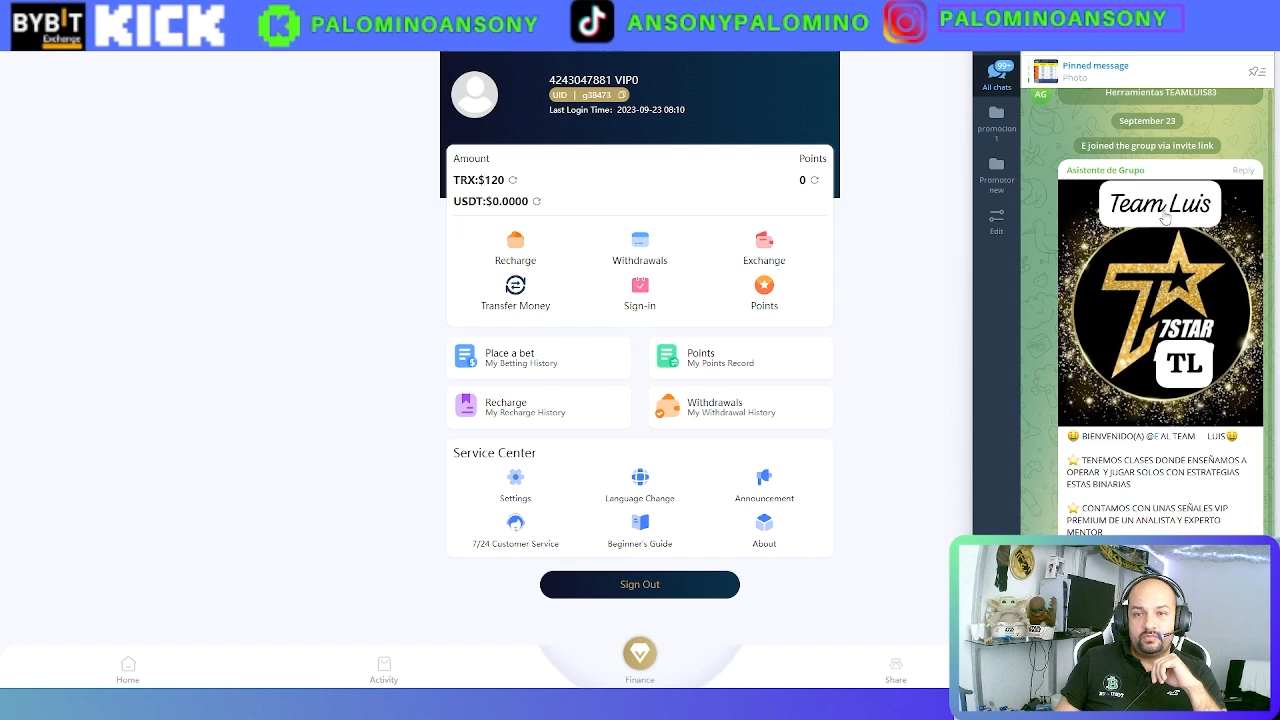 BYBIT
Exchange
KICK
PALOMINOANSONY
ANSONYPALOMINO
PALOMINOANSONY
4243047881 VIP0
UID | g38473
Last Login Time: 2023-09-23 08:10
Amount
Points
TRX:$120
0
USDT:$0.0000
Recharge
Withdrawals
Exchange
Transfer Money
Sign-in
Points
Place a bet
My Betting History
Points
My Points Record
Recharge
My Recharge History
Withdrawals
My Withdrawal History
Service Center
Settings
Language Change
Announcement
7/24 Customer Service
Beginner's Guide
About
Sign Out
Home
Activity
Finance
Share
99+
All chats
promocion
1
Promotor
new
Edit
Pinned message
Photo
AG
Herramientas TEAMLUIS83
September 23
E joined the group via invite link
Asistente de Grupo
Reply
Team Luis
7STAR
TL
BIENVENIDO(A) @E AL TEAM LUIS
TENEMOS CLASES DONDE ENSEÑAMOS A
OPERAR Y JUGAR SOLOS CON ESTRATEGIAS
ESTAS BINARIAS
CONTAMOS CON UNAS SEÑALES VIP
PREMIUM DE UN ANALISTA Y EXPERTO
MENTOR